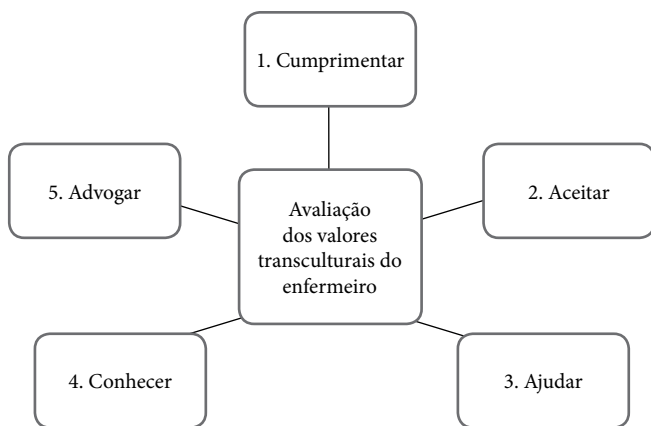 1. Cumprimentar
5. Advogar
Avaliação
dos valores
transculturais do
enfermeiro
2. Aceitar
4. Conhecer
3. Ajudar